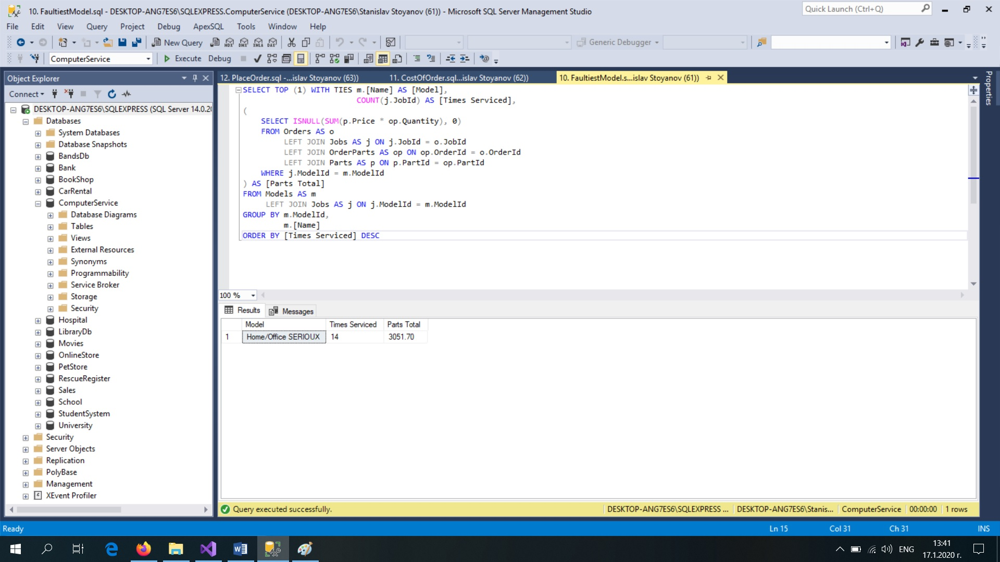 10. FaultiestModel.sql - DESKTOP-ANG7ES6\SQLEXPRESS.ComputerService (DESKTOP-ANG7ES6\Stanislav Stoyanov (61)) - Microsoft SQL Server Management Studio
Quick Launch (Ctrl+Q)
File Edit View Query Project Debug ApexSQL Tools Window Help
New Query MDX DMX XMLA DAX Generic Debugger
ComputerService Execute Debug
Object Explorer
Connect
DESKTOP-ANG7ES6\SQLEXPRESS (SQL Server 14.0.20
Databases
System Databases
Database Snapshots
BandsDb
Bank
BookShop
CarRental
ComputerService
Database Diagrams
Tables
Views
External Resources
Synonyms
Programmability
Service Broker
Storage
Security
Hospital
LibraryDb
Movies
OnlineStore
PetStore
RescueRegister
Sales
School
StudentSystem
University
Security
Server Objects
Replication
PolyBase
Management
XEvent Profiler
12. PlaceOrder.sql -...islav Stoyanov (63)) 11. CostOfOrder.sql...islav Stoyanov (62)) 10. FaultiestModel.s...islav Stoyanov (61))
Properties
SELECT TOP (1) WITH TIES m.[Name] AS [Model],
COUNT(j.JobId) AS [Times Serviced],
(
SELECT ISNULL(SUM(p.Price * op.Quantity), 0)
FROM Orders AS o
LEFT JOIN Jobs AS j ON j.JobId = o.JobId
LEFT JOIN OrderParts AS op ON op.OrderId = o.OrderId
LEFT JOIN Parts AS p ON p.PartId = op.PartId
WHERE j.ModelId = m.ModelId
) AS [Parts Total]
FROM Models AS m
LEFT JOIN Jobs AS j ON j.ModelId = m.ModelId
GROUP BY m.ModelId,
m.[Name]
ORDER BY [Times Serviced] DESC
100 %
Results Messages
Model Times Serviced Parts Total
1 Home/Office SERIOUX 14 3051.70
Query executed successfully. DESKTOP-ANG7ES6\SQLEXPRESS ... DESKTOP-ANG7ES6\Stanis... ComputerService 00:00:00 1 rows
Ready Ln 15 Col 31 Ch 31 INS
ENG
13:41
17.1.2020 г.